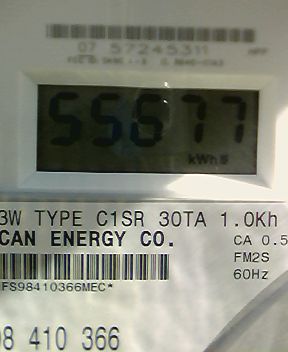 07 57245311
55677
kWh
3W TYPE C1SR 30TA 1.0Kh
CAN ENERGY CO.
CA 0.5
FM2S
60Hz
FS98410366MEC*
98 410 366